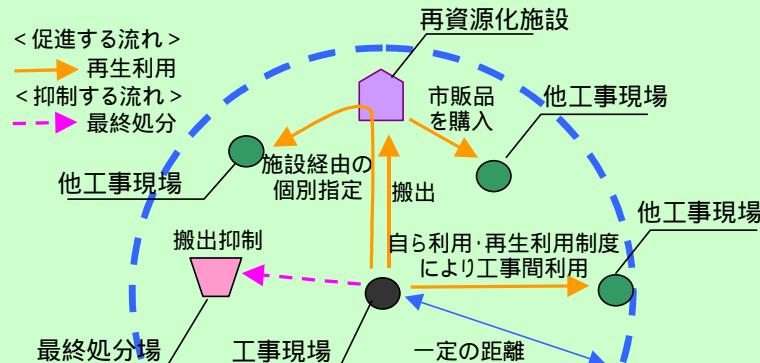 再資源化施設
<促進する流れ>
再生利用
<抑制する流れ>
最終処分
市販品
を購入
他工事現場
他工事現場
施設経由の
個別指定
搬出
他工事現場
搬出抑制
自ら利用・再生利用制度
により工事間利用
最終処分場
工事現場
一定の距離